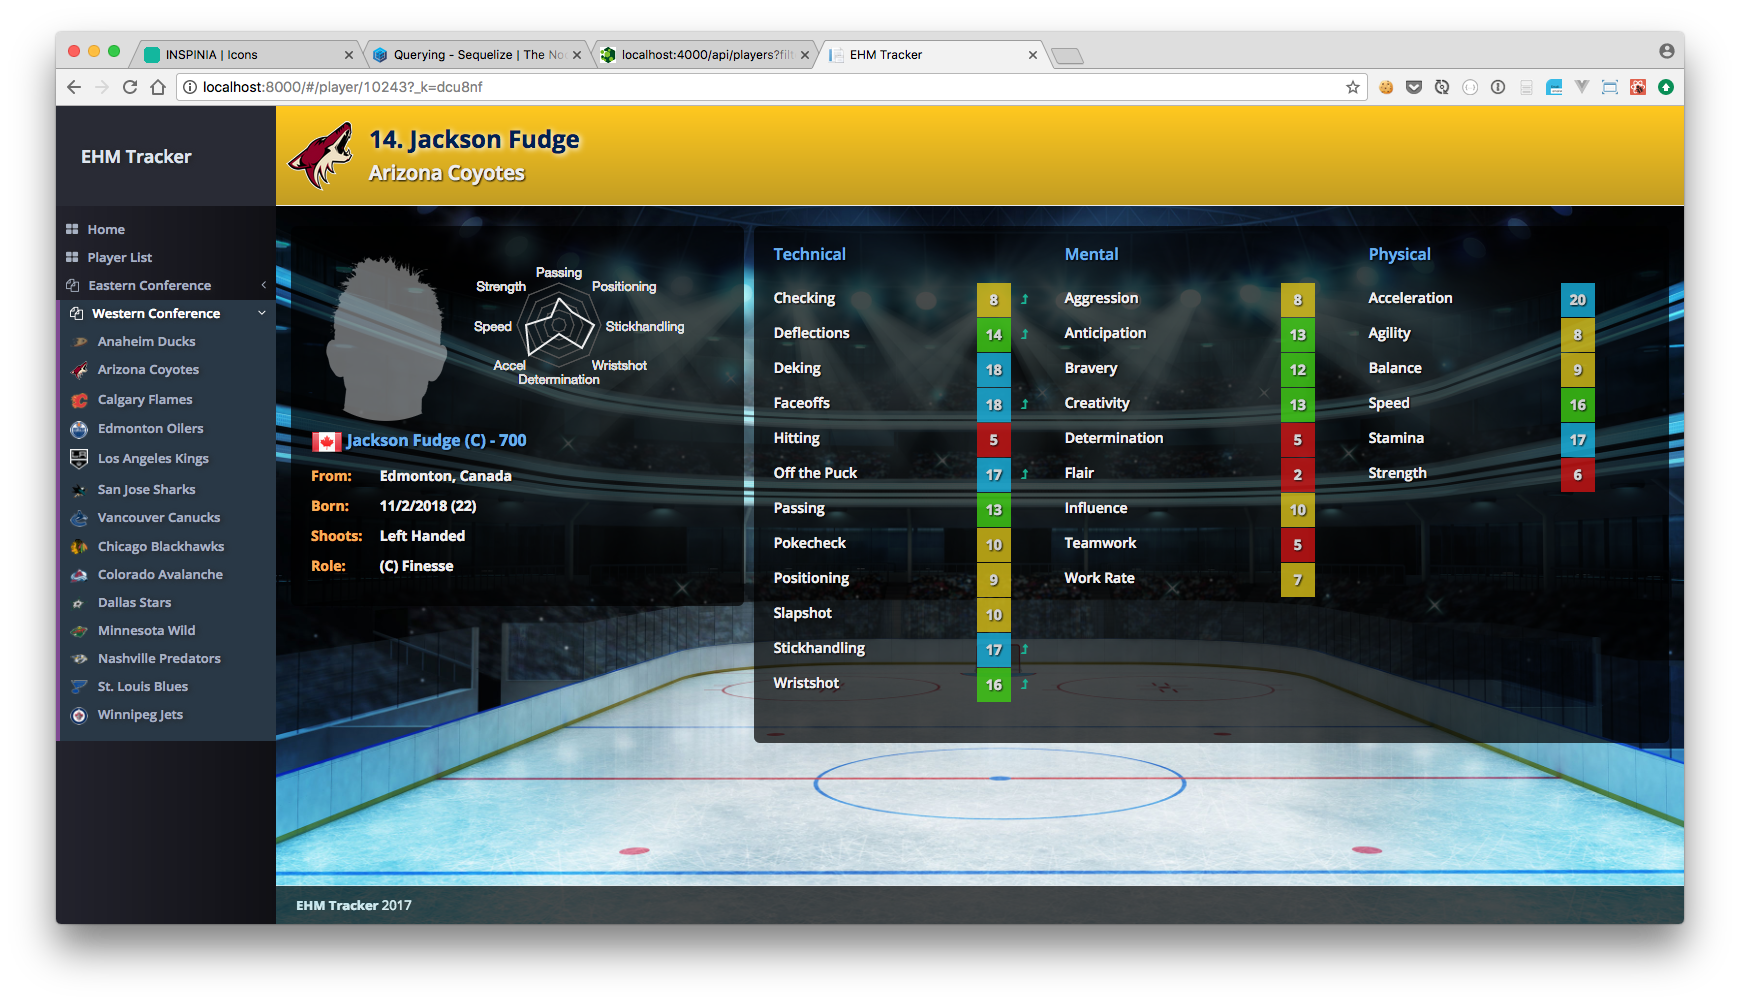 INSPINIA | Icons
Querying - Sequelize | The No
localhost:4000/api/players?filt
EHM Tracker
localhost:8000/#/player/10243?_k=dcu8nf
EHM Tracker
14. Jackson Fudge
Arizona Coyotes
Home
Player List
Eastern Conference
Western Conference
Anaheim Ducks
Arizona Coyotes
Calgary Flames
Edmonton Oilers
Los Angeles Kings
San Jose Sharks
Vancouver Canucks
Chicago Blackhawks
Colorado Avalanche
Dallas Stars
Minnesota Wild
Nashville Predators
St. Louis Blues
Winnipeg Jets
Passing
Strength
Positioning
Speed
Stickhandling
Accel
Wristshot
Determination
Jackson Fudge (C) - 700
From: Edmonton, Canada
Born: 11/2/2018 (22)
Shoots: Left Handed
Role: (C) Finesse
Technical
Checking 8
Deflections 14
Deking 18
Faceoffs 18
Hitting 5
Off the Puck 17
Passing 13
Pokecheck 10
Positioning 9
Slapshot 10
Stickhandling 17
Wristshot 16
Mental
Aggression 8
Anticipation 13
Bravery 12
Creativity 13
Determination 5
Flair 2
Influence 10
Teamwork 5
Work Rate 7
Physical
Acceleration 20
Agility 8
Balance 9
Speed 16
Stamina 17
Strength 6
EHM Tracker 2017